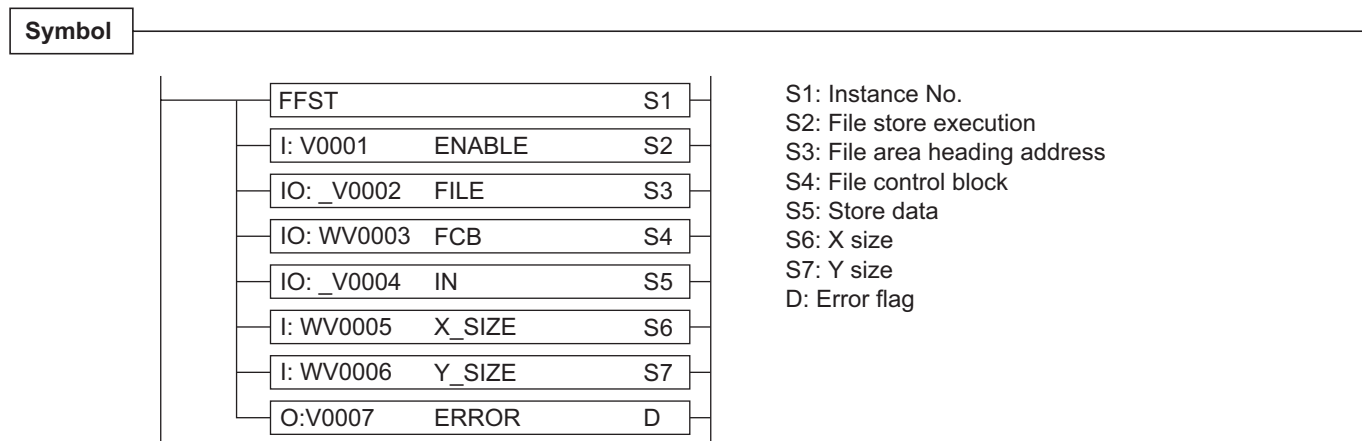 Symbol
FFST S1
I: V0001 ENABLE S2
IO: _V0002 FILE S3
IO: WV0003 FCB S4
IO: _V0004 IN S5
I: WV0005 X_SIZE S6
I: WV0006 Y_SIZE S7
O:V0007 ERROR D
S1: Instance No.
S2: File store execution
S3: File area heading address
S4: File control block
S5: Store data
S6: X size
S7: Y size
D: Error flag